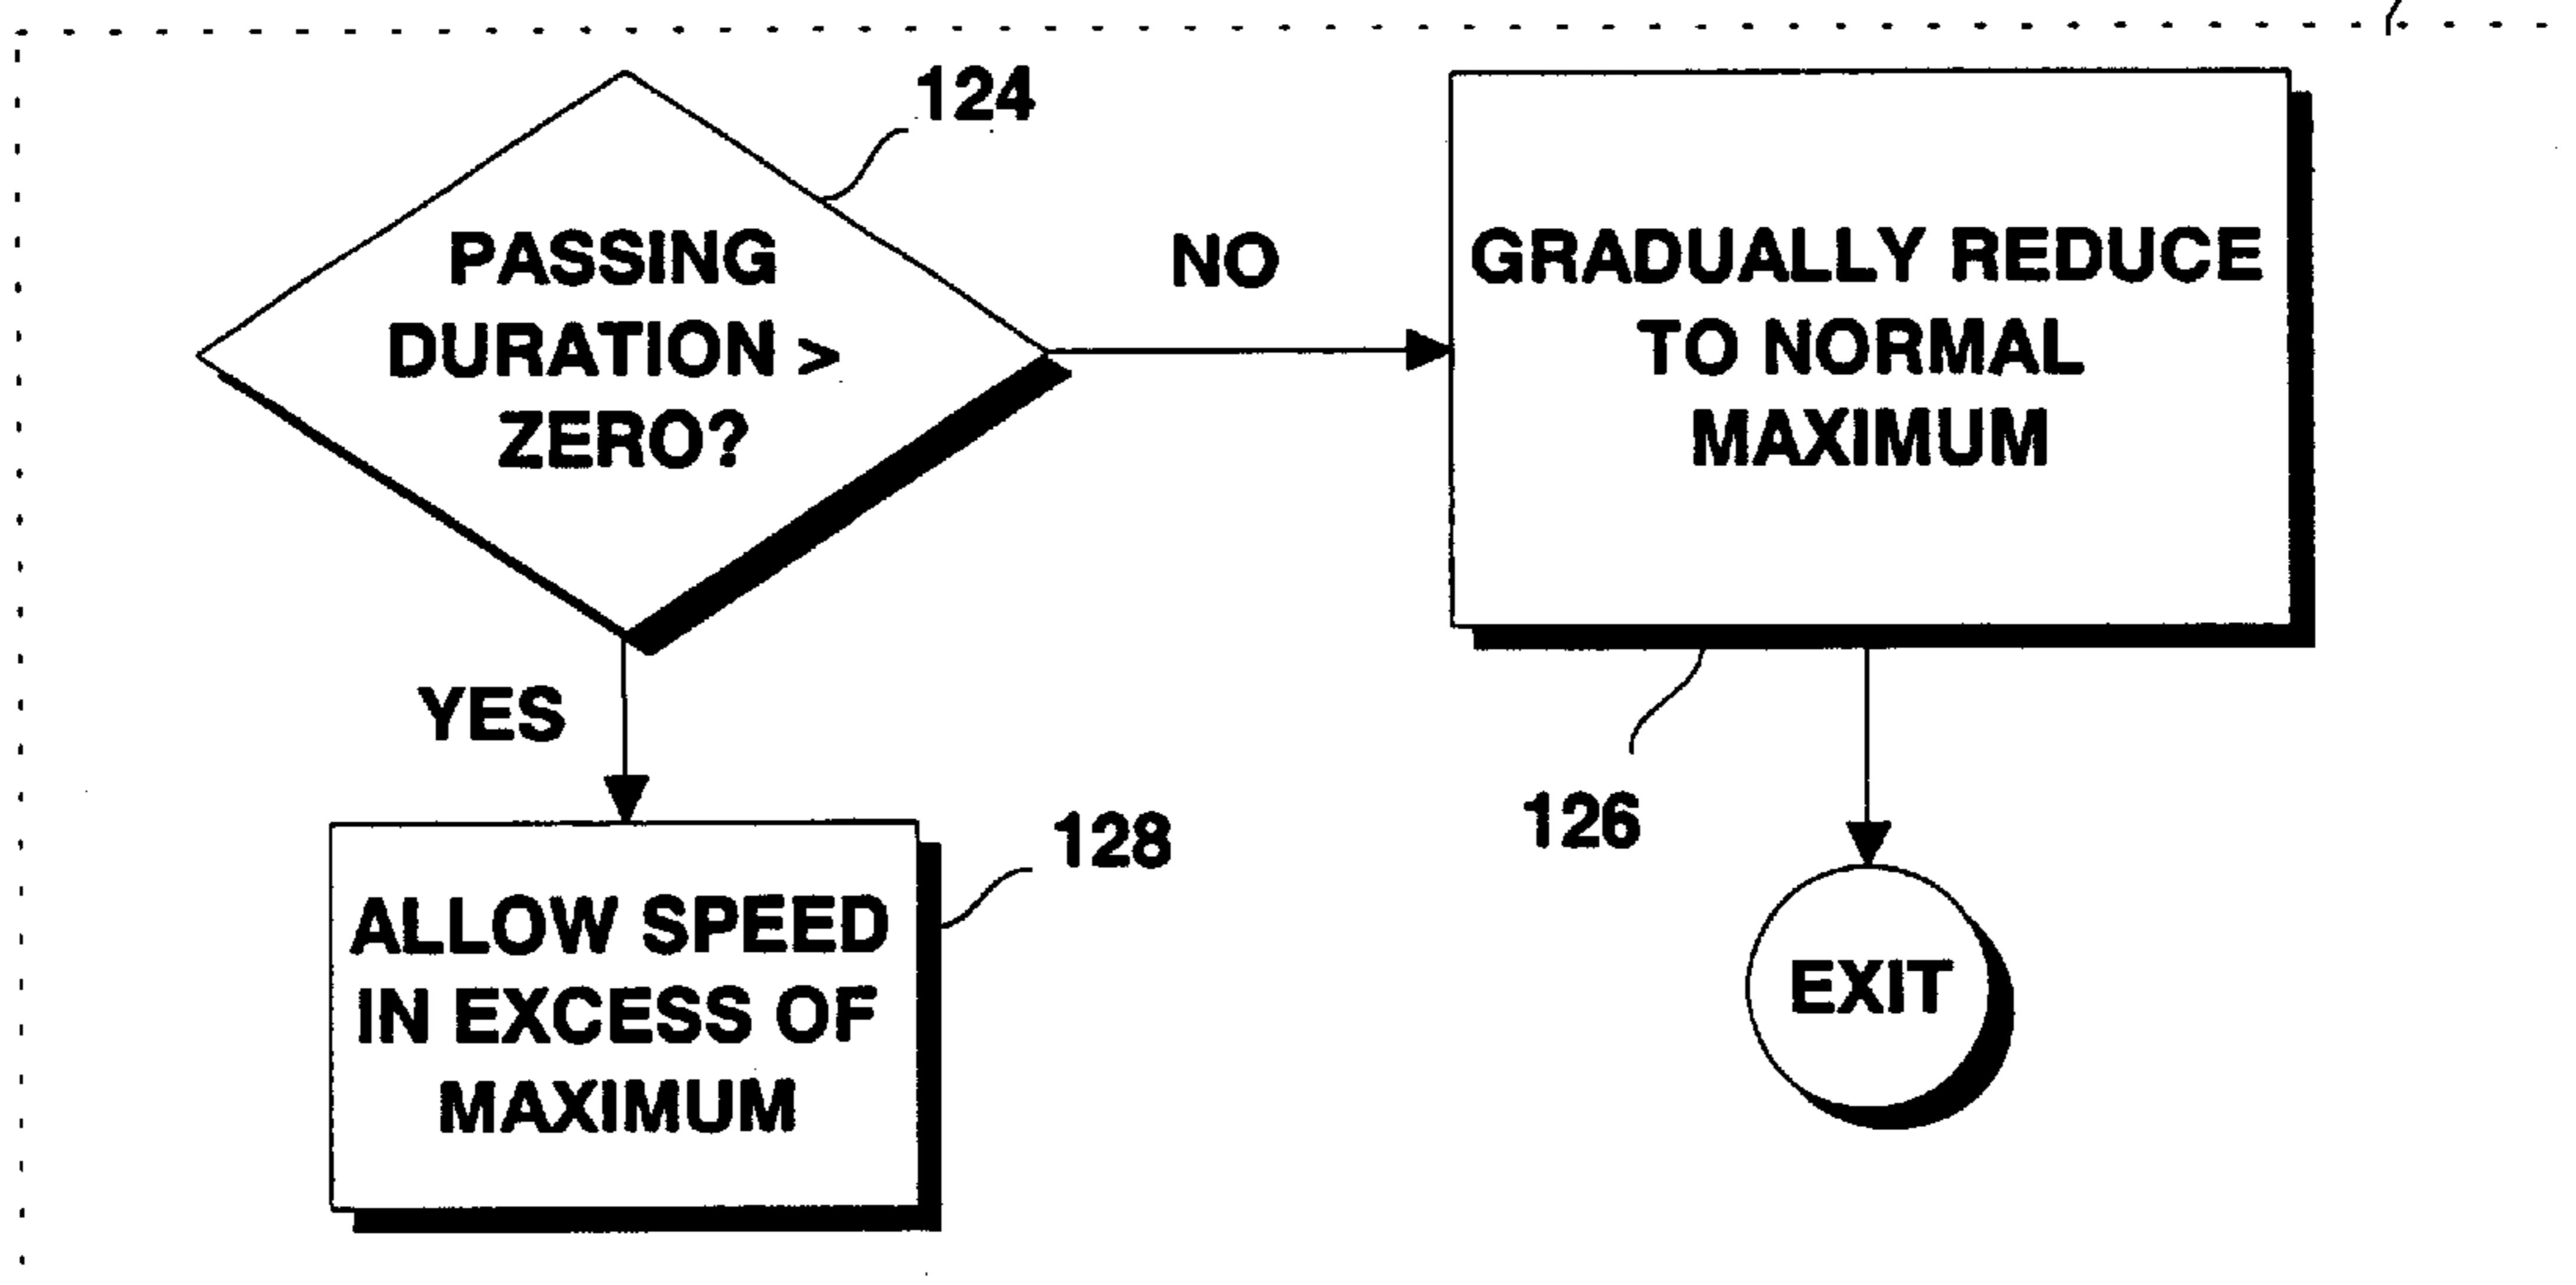 124
PASSING
DURATION >
ZERO?
NO
GRADUALLY REDUCE
TO NORMAL
MAXIMUM
YES
126
128
ALLOW SPEED
IN EXCESS OF
MAXIMUM
EXIT